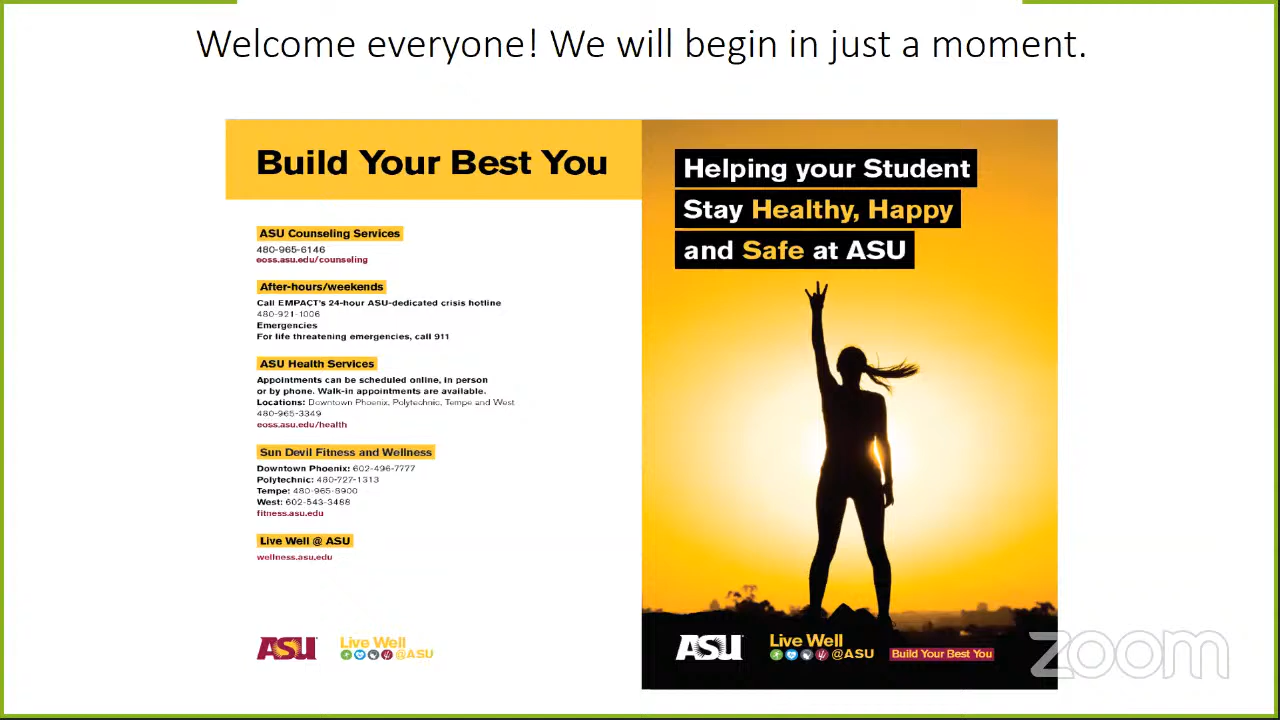 Welcome everyone! We will begin in just a moment.
Build Your Best You
ASU Counseling Services
480-965-6146
eoss.asu.edu/counseling
After-hours/weekends
Call EMPACT's 24-hour ASU-dedicated crisis hotline
480-921-1006
Emergencies
For life threatening emergencies, call 911
ASU Health Services
Appointments can be scheduled online, in person
or by phone. Walk-in appointments are available.
Locations: Downtown Phoenix, Polytechnic, Tempe and West
480-965-3349
eoss.asu.edu/health
Sun Devil Fitness and Wellness
Downtown Phoenix: 602-496-7777
Polytechnic: 480-727-1313
Tempe: 480-965-8900
West: 602-543-3488
fitness.asu.edu
Live Well @ ASU
wellness.asu.edu
ASU
Live Well
@ASU
Helping your Student
Stay Healthy, Happy
and Safe at ASU
ASU
Live Well
@ASU
Build Your Best You
zoom